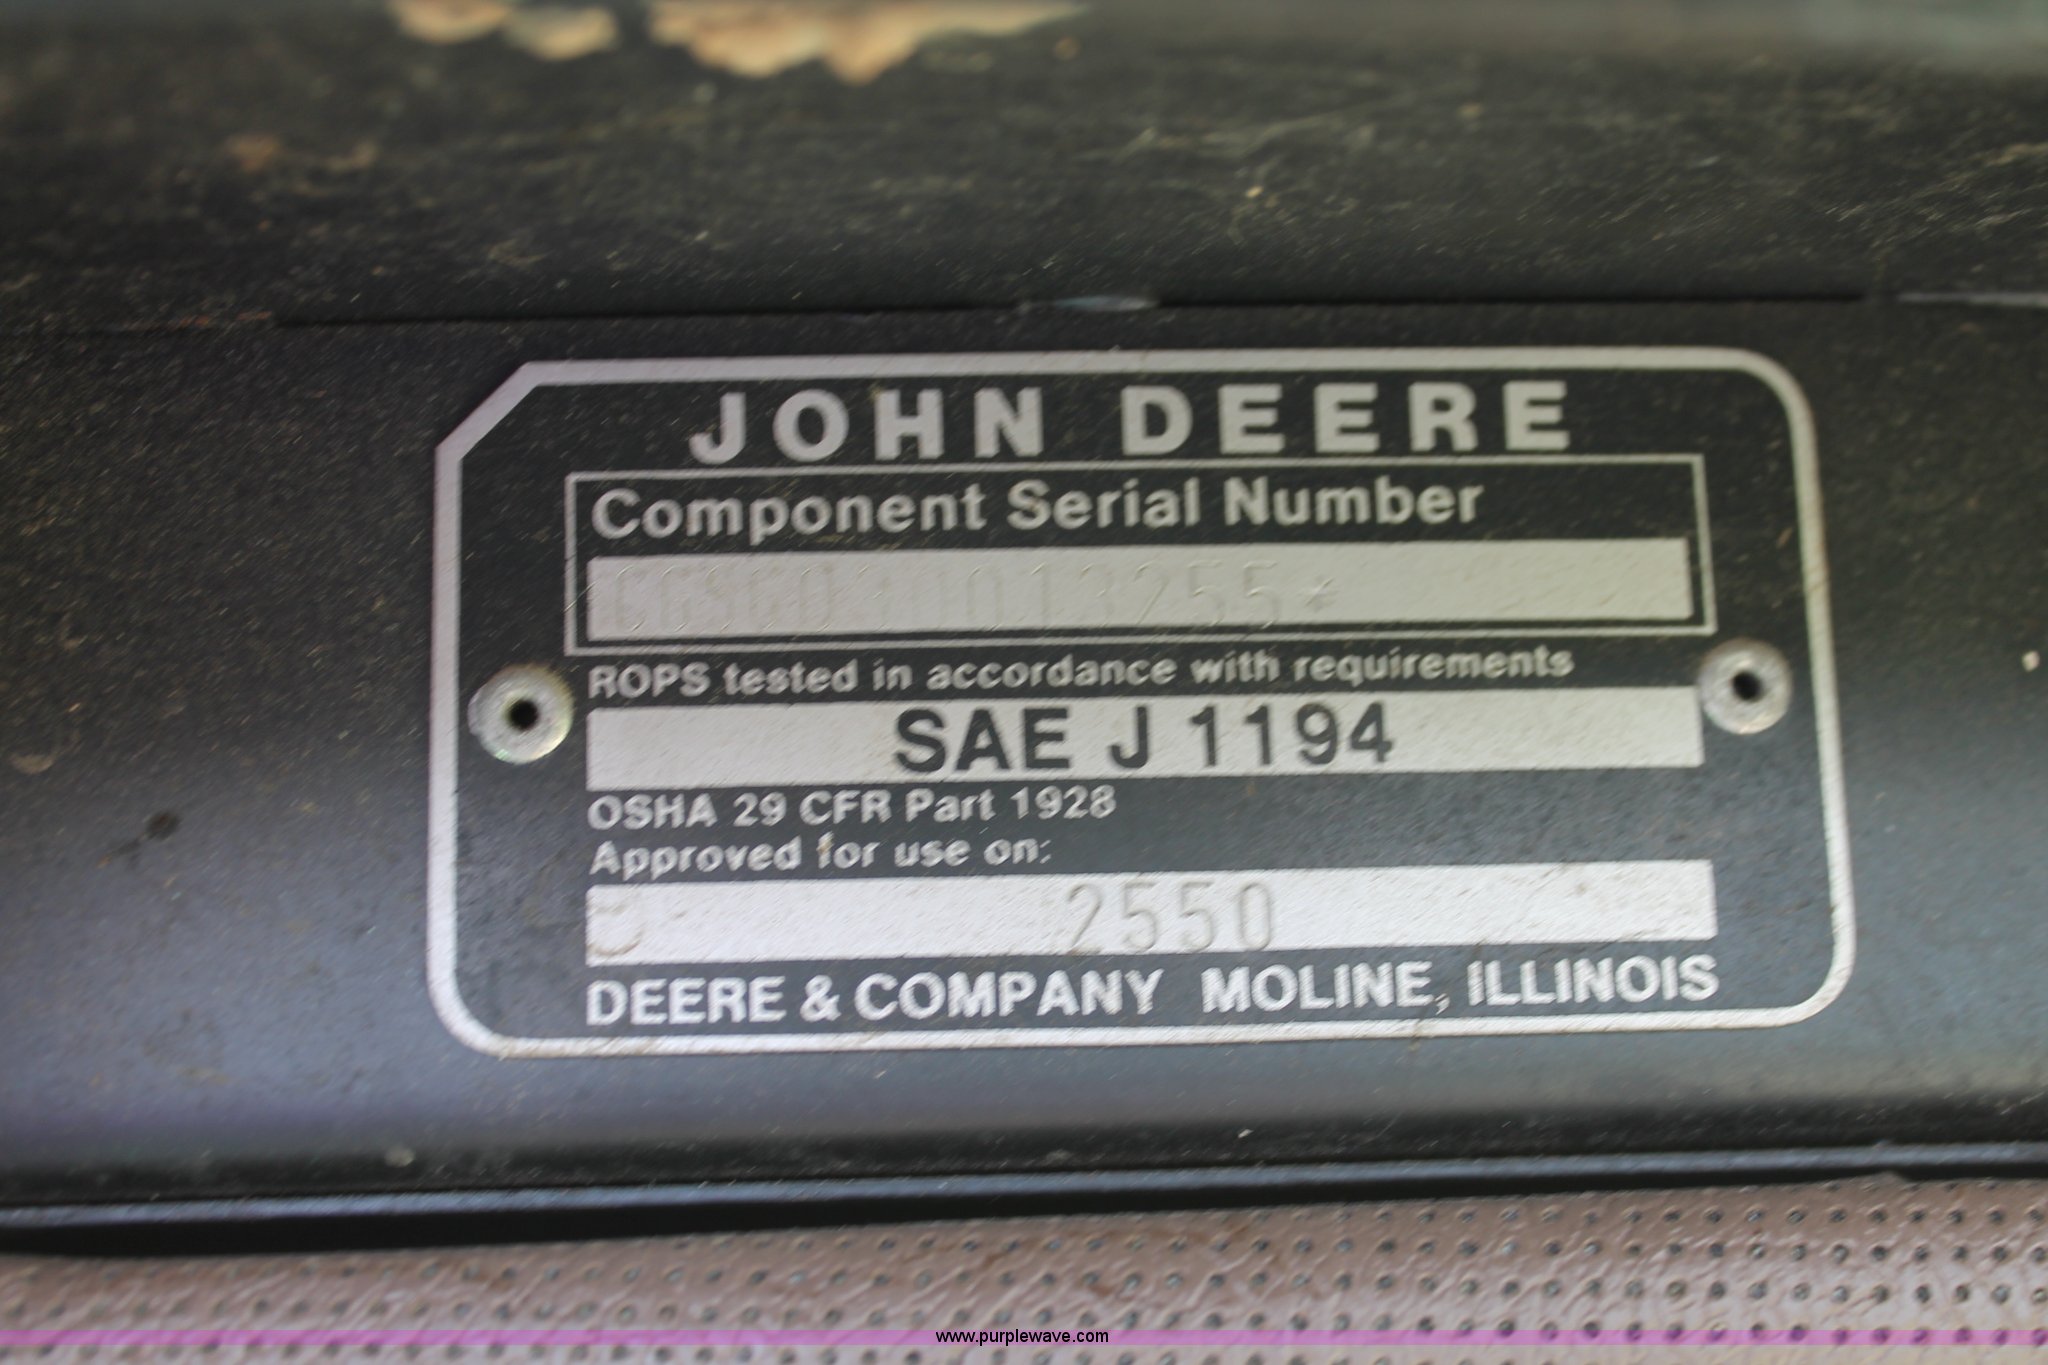 JOHN DEERE
Component Serial Number
ROPS tested in accordance with requirements
SAE J 1194
OSHA 29 CFR Part 1928
Approved for use on:
2550
DEERE & COMPANY MOLINE, ILLINOIS
www.purplewave.com